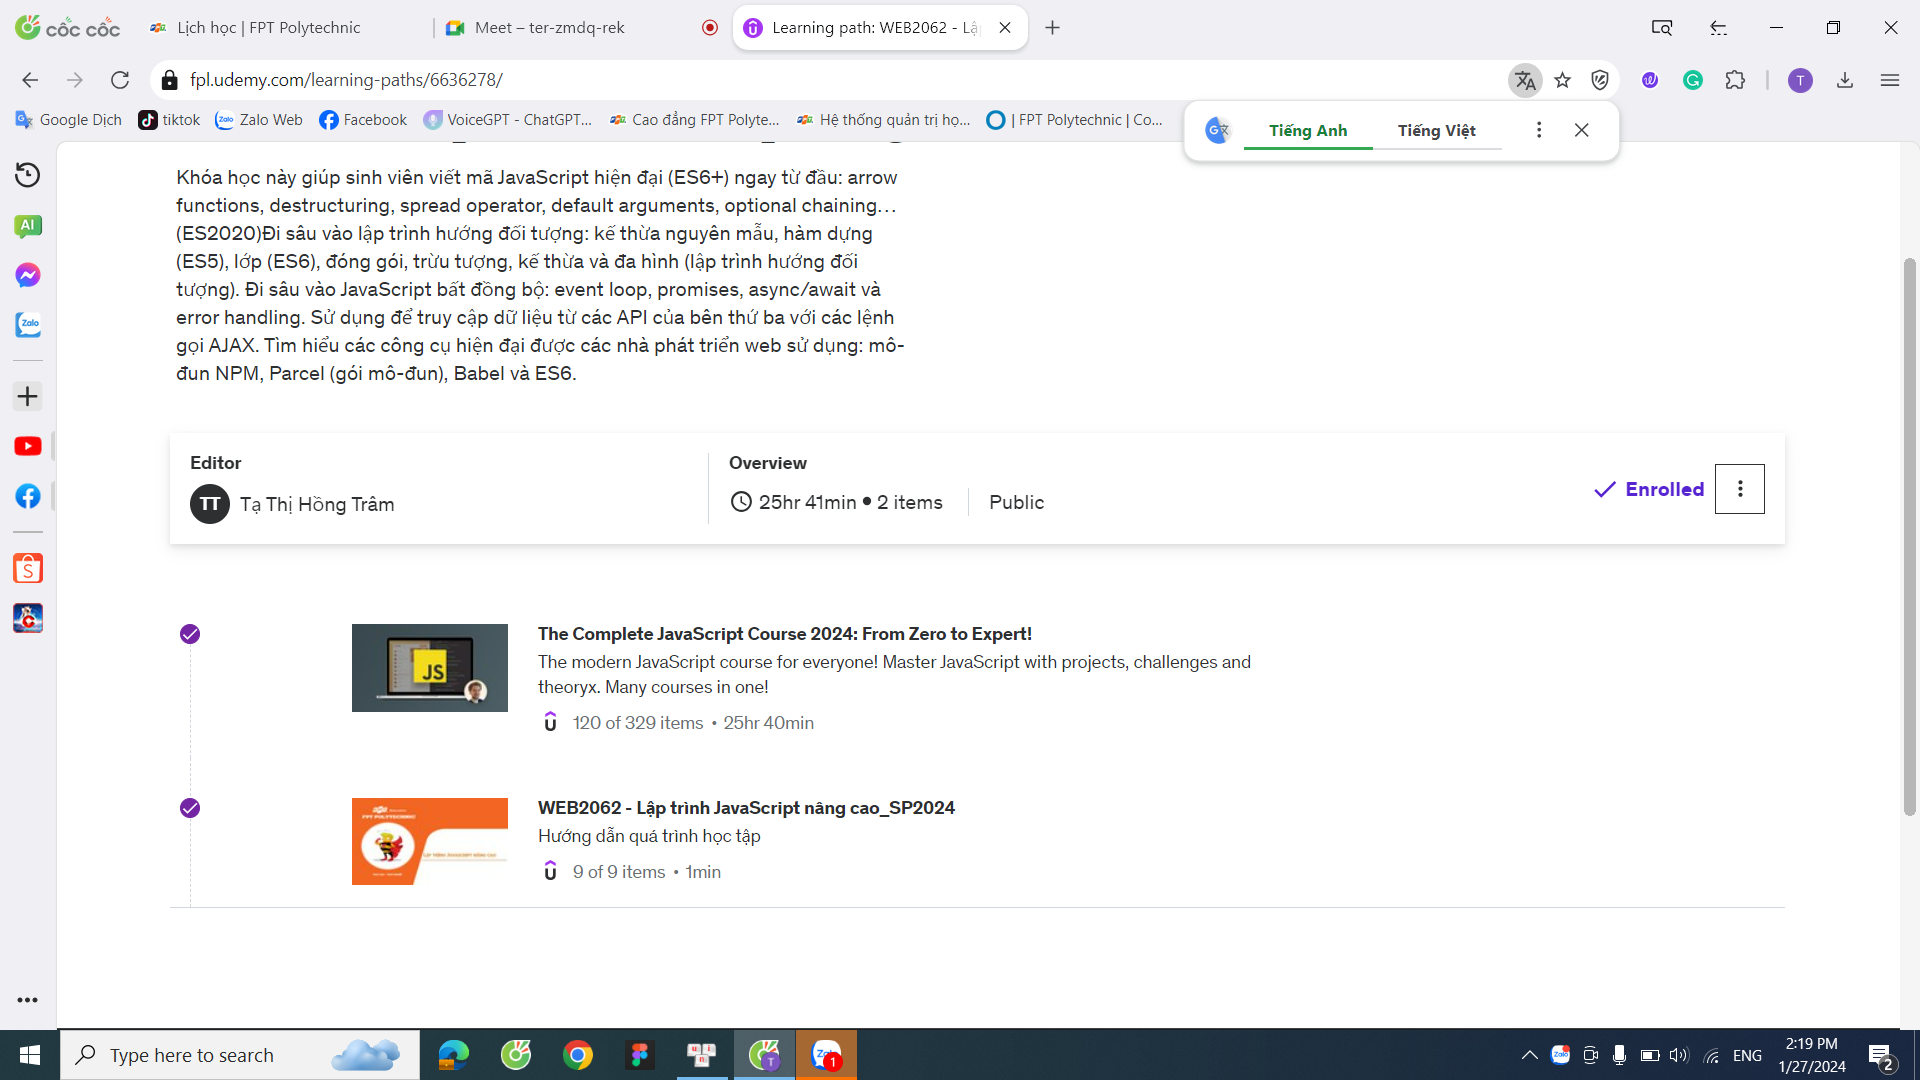 cốc cốc
Lịch học | FPT Polytechnic
Meet – ter-zmdq-rek
Learning path: WEB2062 - Lậ
fpl.udemy.com/learning-paths/6636278/
T
Google Dịch
tiktok
Zalo Web
Facebook
VoiceGPT - ChatGPT...
Cao đẳng FPT Polyte...
Hệ thống quản trị họ...
| FPT Polytechnic | Co...
Tiếng Anh
Tiếng Việt
Khóa học này giúp sinh viên viết mã JavaScript hiện đại (ES6+) ngay từ đầu: arrow
functions, destructuring, spread operator, default arguments, optional chaining…
(ES2020)Đi sâu vào lập trình hướng đối tượng: kế thừa nguyên mẫu, hàm dựng
(ES5), lớp (ES6), đóng gói, trừu tượng, kế thừa và đa hình (lập trình hướng đối
tượng). Đi sâu vào JavaScript bất đồng bộ: event loop, promises, async/await và
error handling. Sử dụng để truy cập dữ liệu từ các API của bên thứ ba với các lệnh
gọi AJAX. Tìm hiểu các công cụ hiện đại được các nhà phát triển web sử dụng: mô-
đun NPM, Parcel (gói mô-đun), Babel và ES6.
AI
Zalo
Editor
TT
Tạ Thị Hồng Trâm
Overview
25hr 41min • 2 items
Public
Enrolled
JS
The Complete JavaScript Course 2024: From Zero to Expert!
The modern JavaScript course for everyone! Master JavaScript with projects, challenges and
theoryx. Many courses in one!
120 of 329 items • 25hr 40min
FPT POLYTECHNIC
WEB2062 - Lập trình JavaScript nâng cao_SP2024
Hướng dẫn quá trình học tập
9 of 9 items • 1min
Type here to search
ENG
2:19 PM
1/27/2024
2